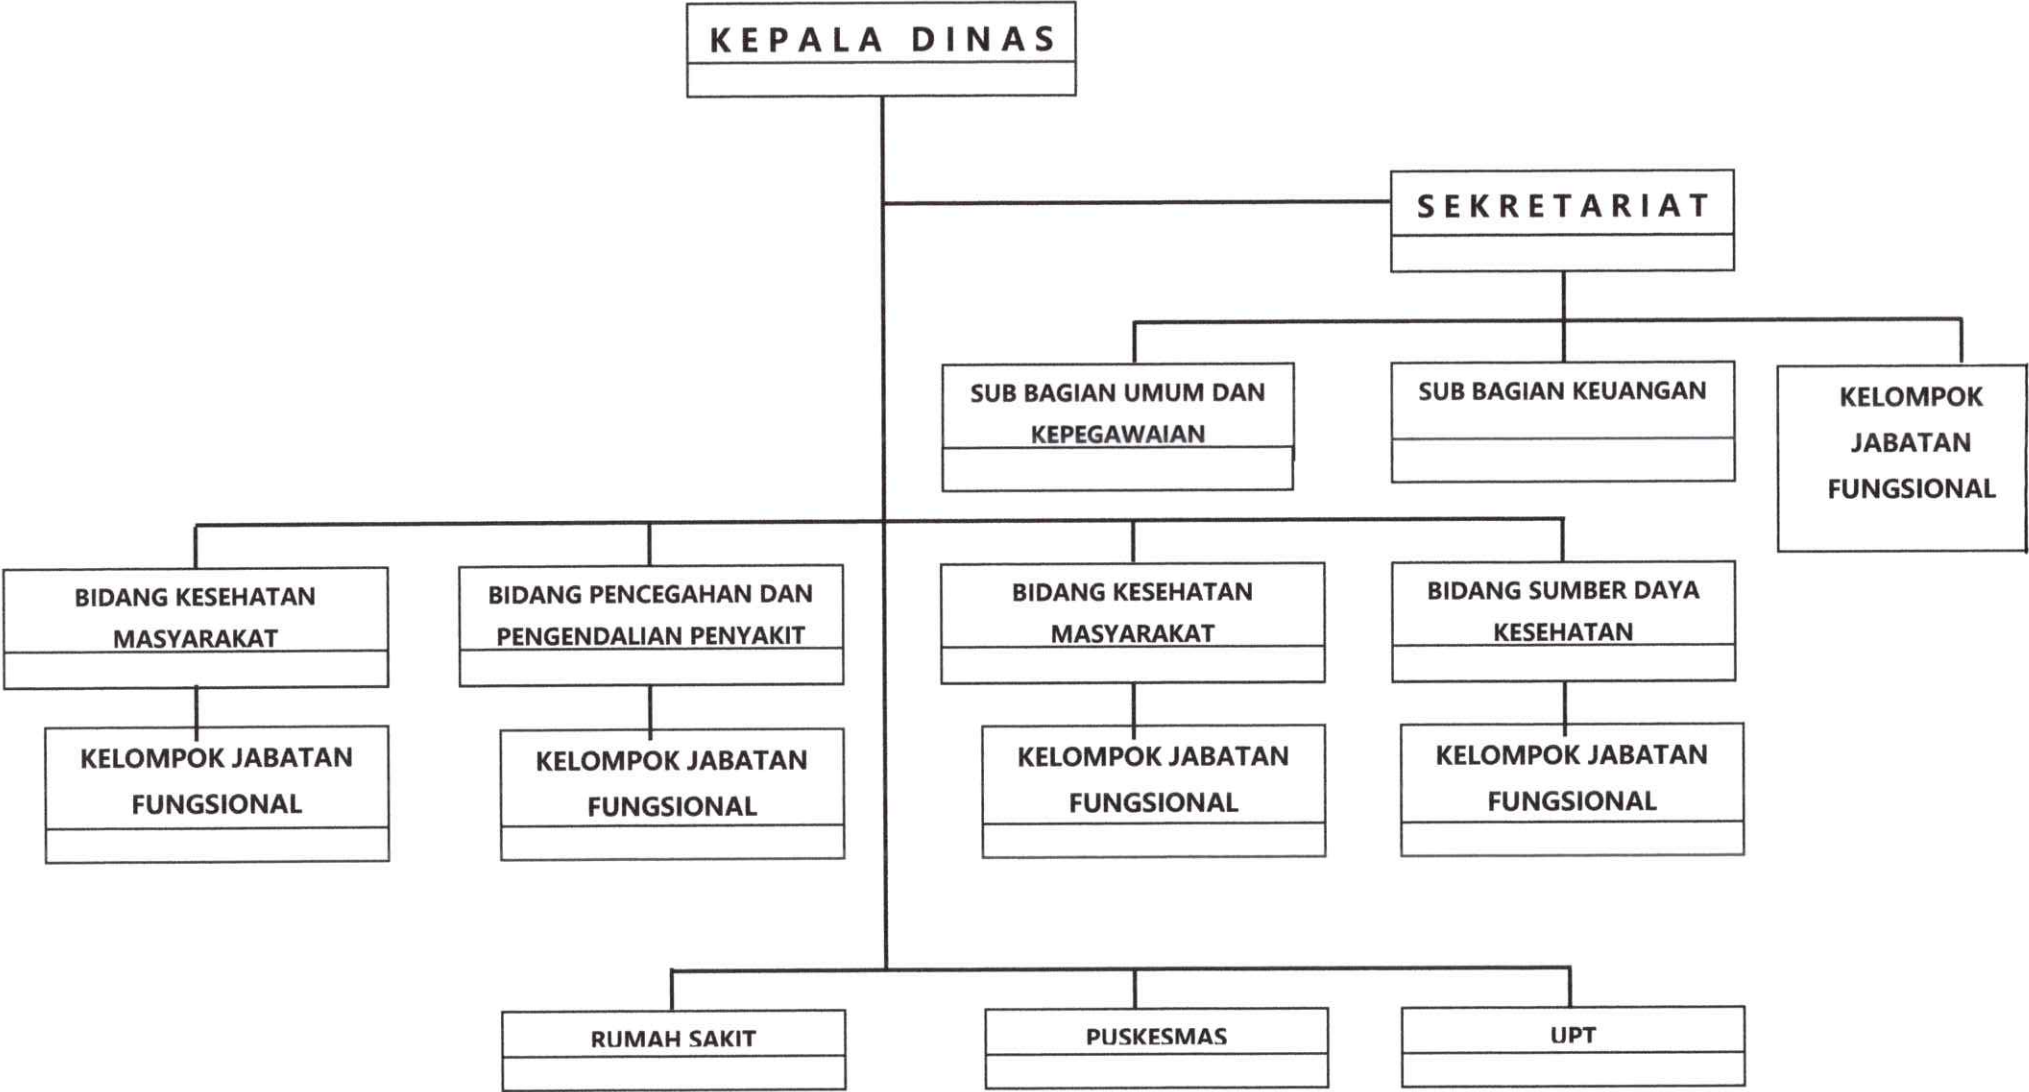 KEPALA DINAS
SEKRETARIAT
SUB BAGIAN UMUM DAN
KEPEGAWAIAN
SUB BAGIAN KEUANGAN
KELOMPOK
JABATAN
FUNGSIONAL
BIDANG KESEHATAN
MASYARAKAT
BIDANG PENCEGAHAN DAN
PENGENDALIAN PENYAKIT
BIDANG KESEHATAN
MASYARAKAT
BIDANG SUMBER DAYA
KESEHATAN
KELOMPOK JABATAN
FUNGSIONAL
KELOMPOK JABATAN
FUNGSIONAL
KELOMPOK JABATAN
FUNGSIONAL
KELOMPOK JABATAN
FUNGSIONAL
RUMAH SAKIT
PUSKESMAS
UPT